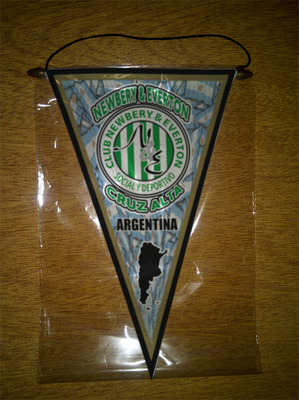 NEWBERY & EVERTON
CLUB NEWBERY & EVERTON
N&E
SOCIAL Y DEPORTIVO
CRUZ ALTA
ARGENTINA